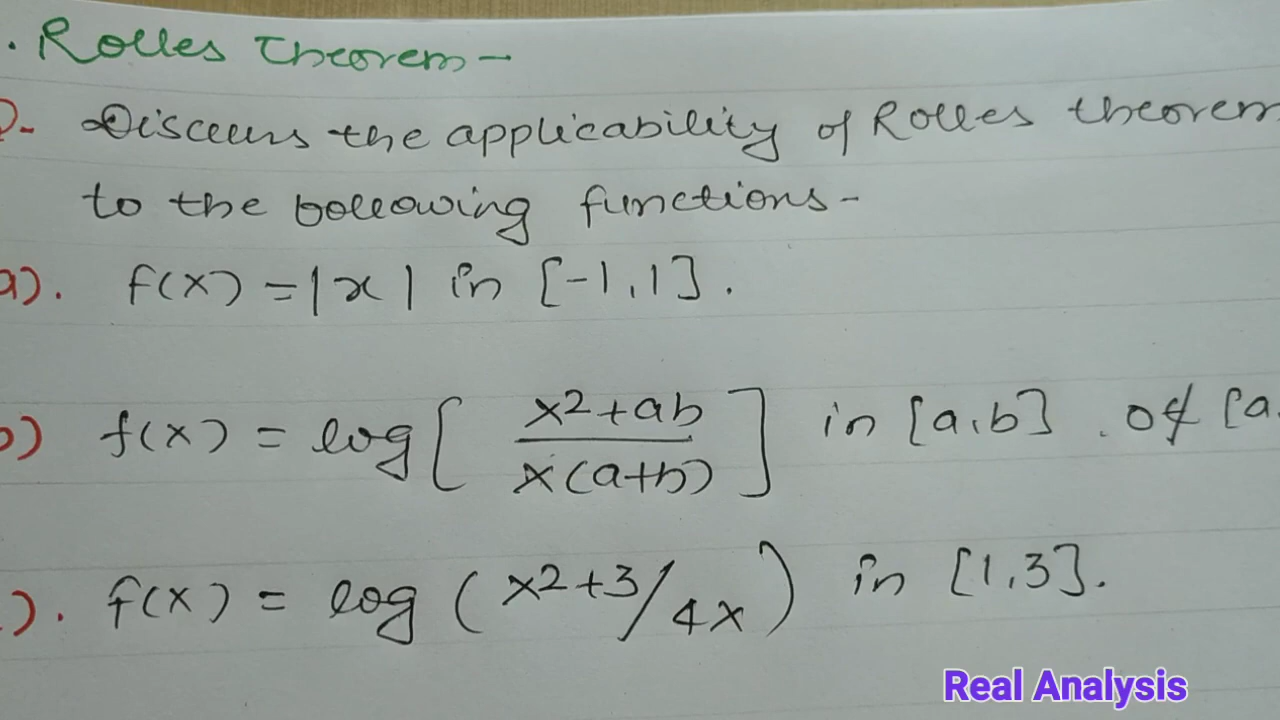 . Rolles theorem -
Q- Discuss the applicability of Rolles theorem
to the following functions -
a). f(x) = |x| in [-1,1].
b) f(x) = log[ x2+ab / x(a+b) ] in [a,b]. of [a.
). f(x) = log (x2+3/4x) in [1,3].
Real Analysis